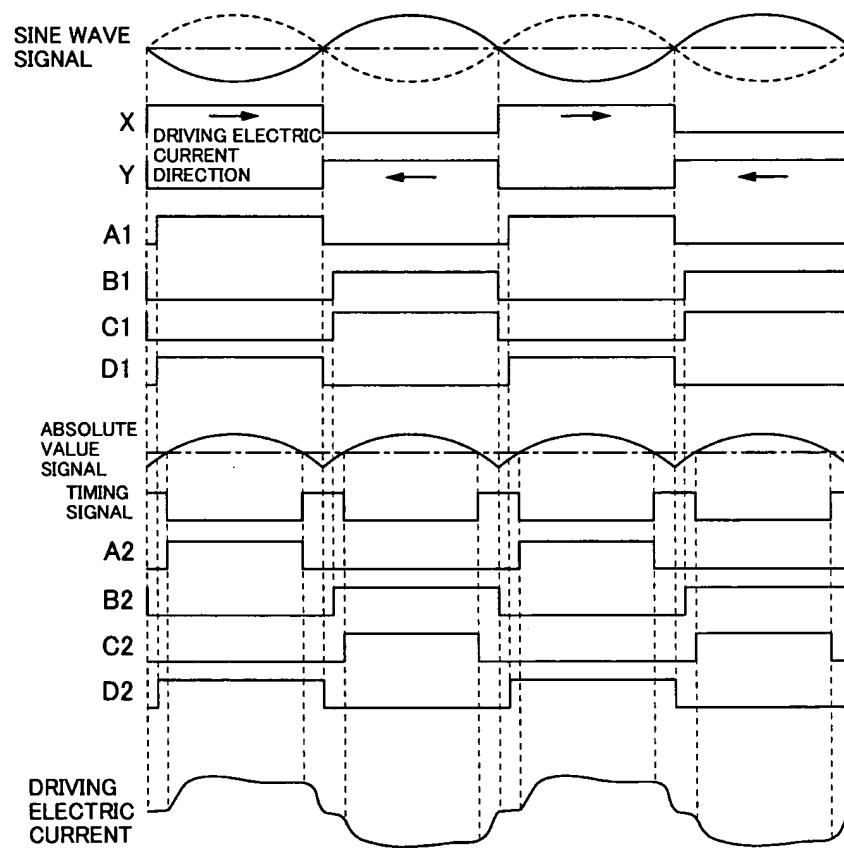 SINE WAVE
SIGNAL
X
DRIVING ELECTRIC
CURRENT
DIRECTION
Y
A1
B1
C1
D1
ABSOLUTE
VALUE
SIGNAL
TIMING
SIGNAL
A2
B2
C2
D2
DRIVING
ELECTRIC
CURRENT